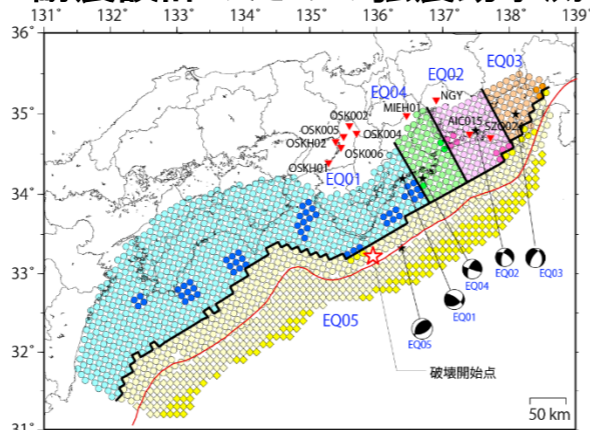 131° 132° 133° 134° 135° 136° 137° 138° 139°
36°
35°
34°
33°
32°
31°
EQ03
EQ02
EQ04
NGY
MIEH01
OSK002
OSK005
OSK004
OSKH02
OSK006
OSKH01
AIC015
SZO024
EQ01
EQ05
EQ03
EQ02
EQ04
EQ01
EQ05
破壊開始点
50 km